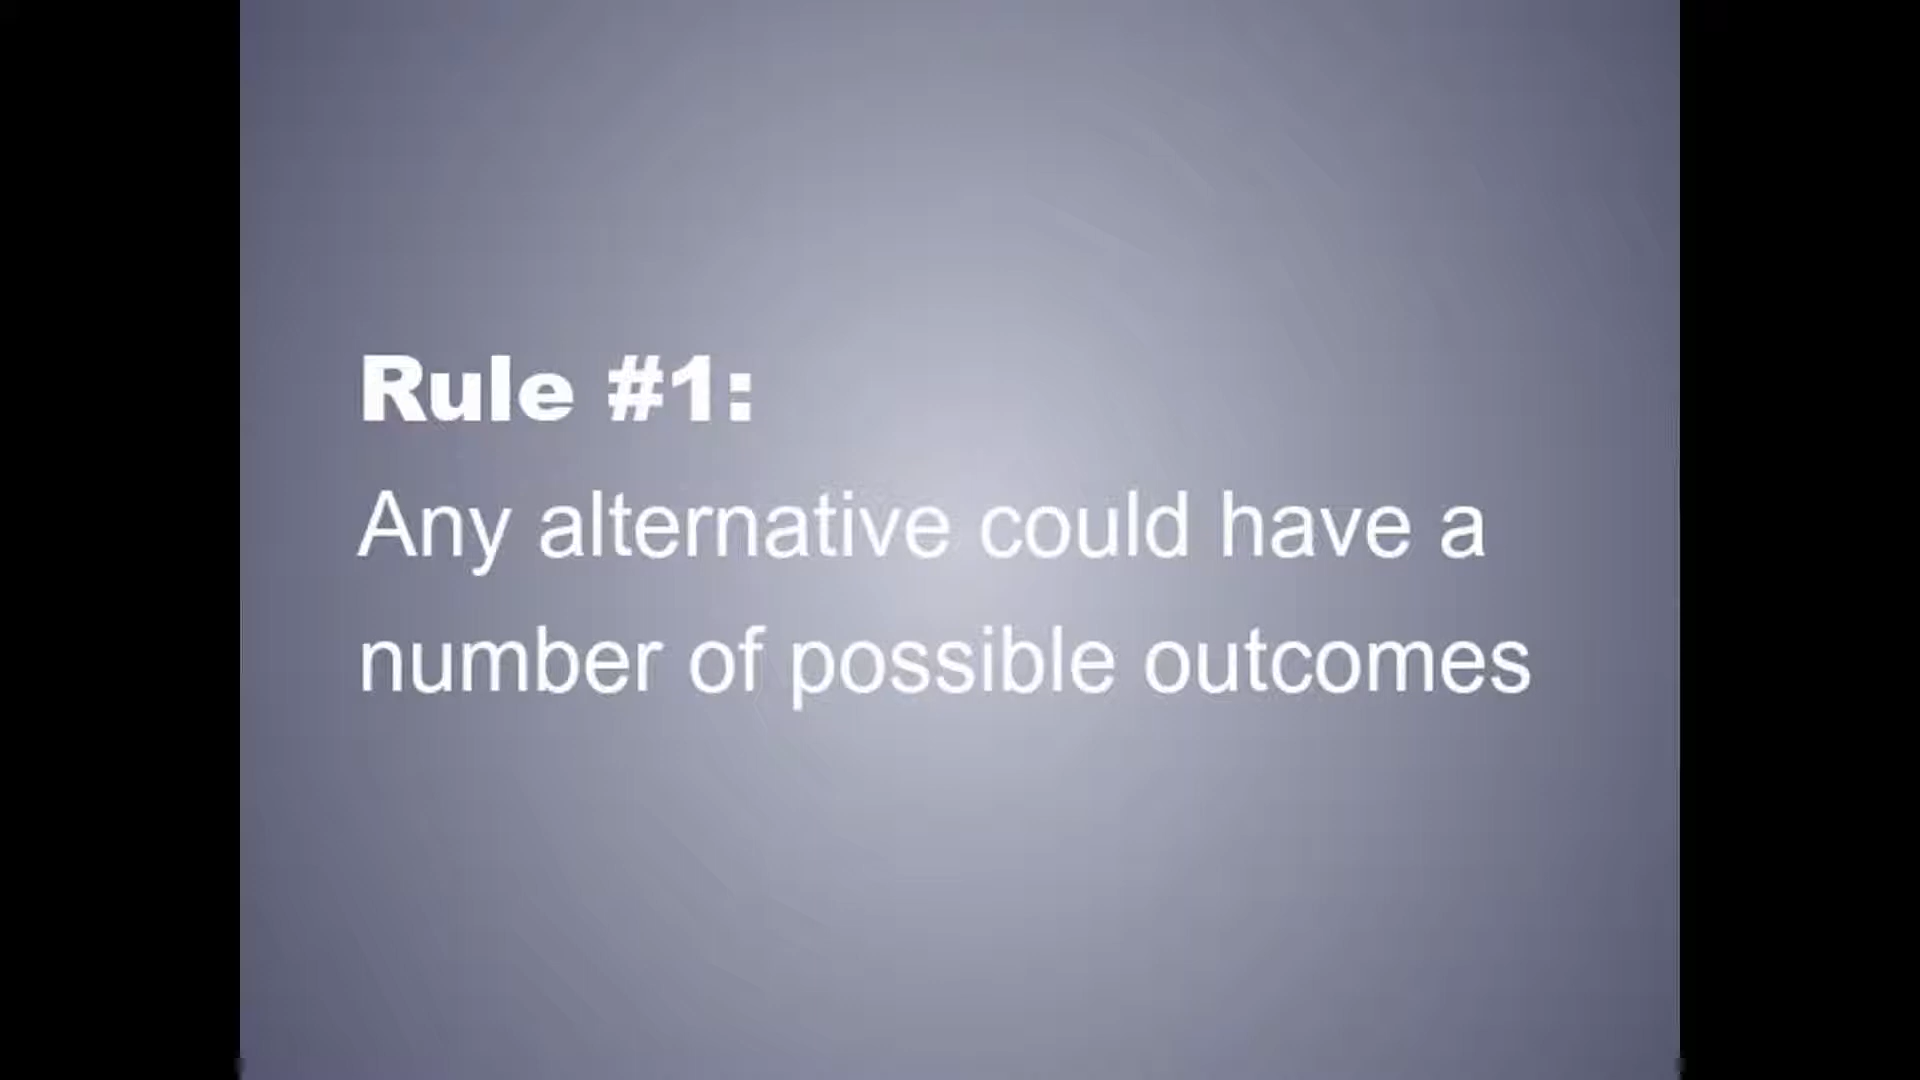 Rule #1:
Any alternative could have a
number of possible outcomes